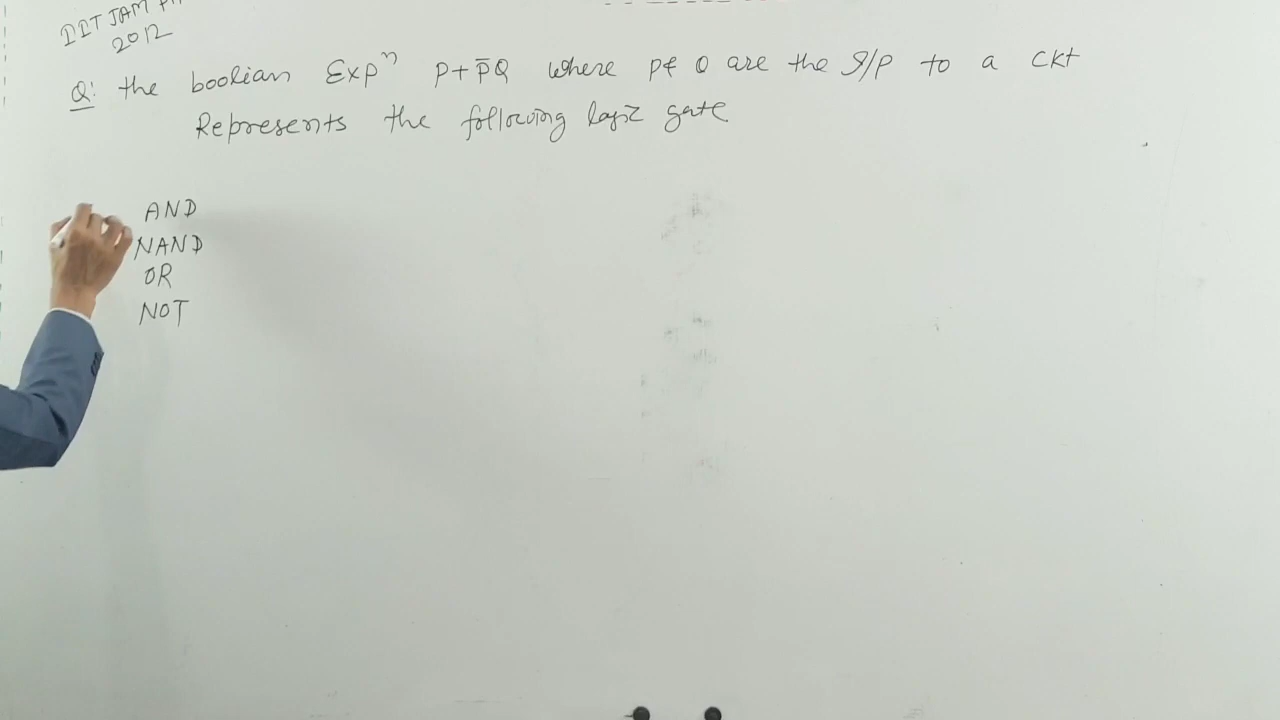 IIT JAM
2012
Q: the boolian Expⁿ P+P̄Q where P & Q are the I/P to a ckt
Represents the following logic gate
AND
NAND
OR
NOT